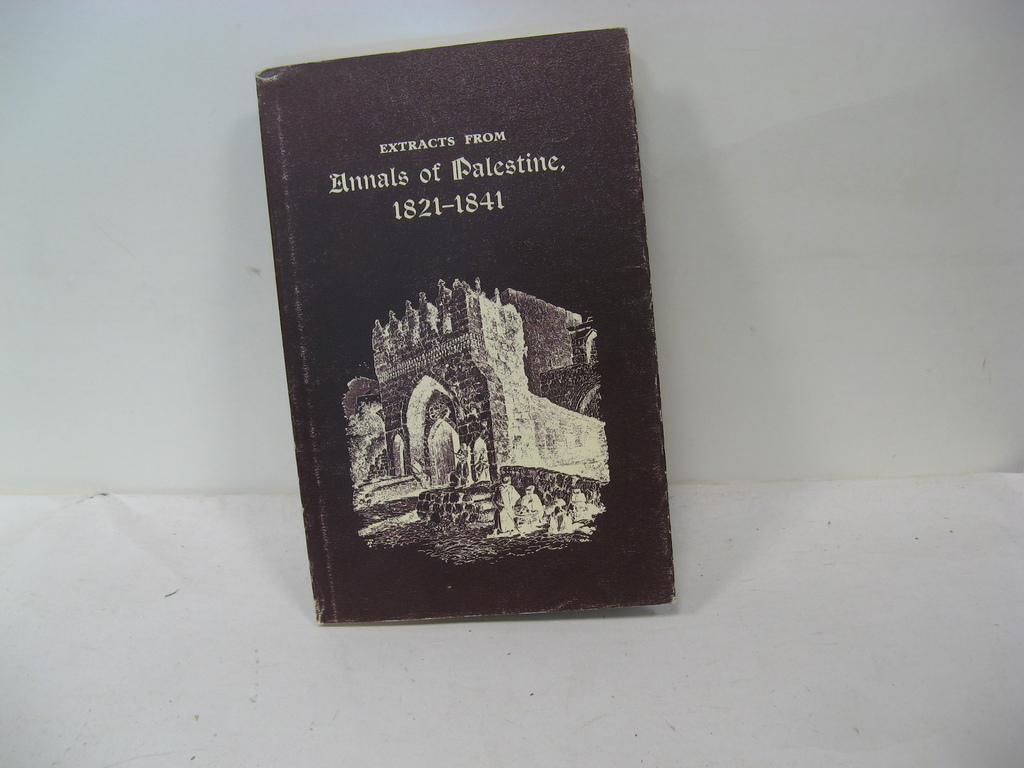 EXTRACTS FROM
Annals of Palestine,
1821–1841